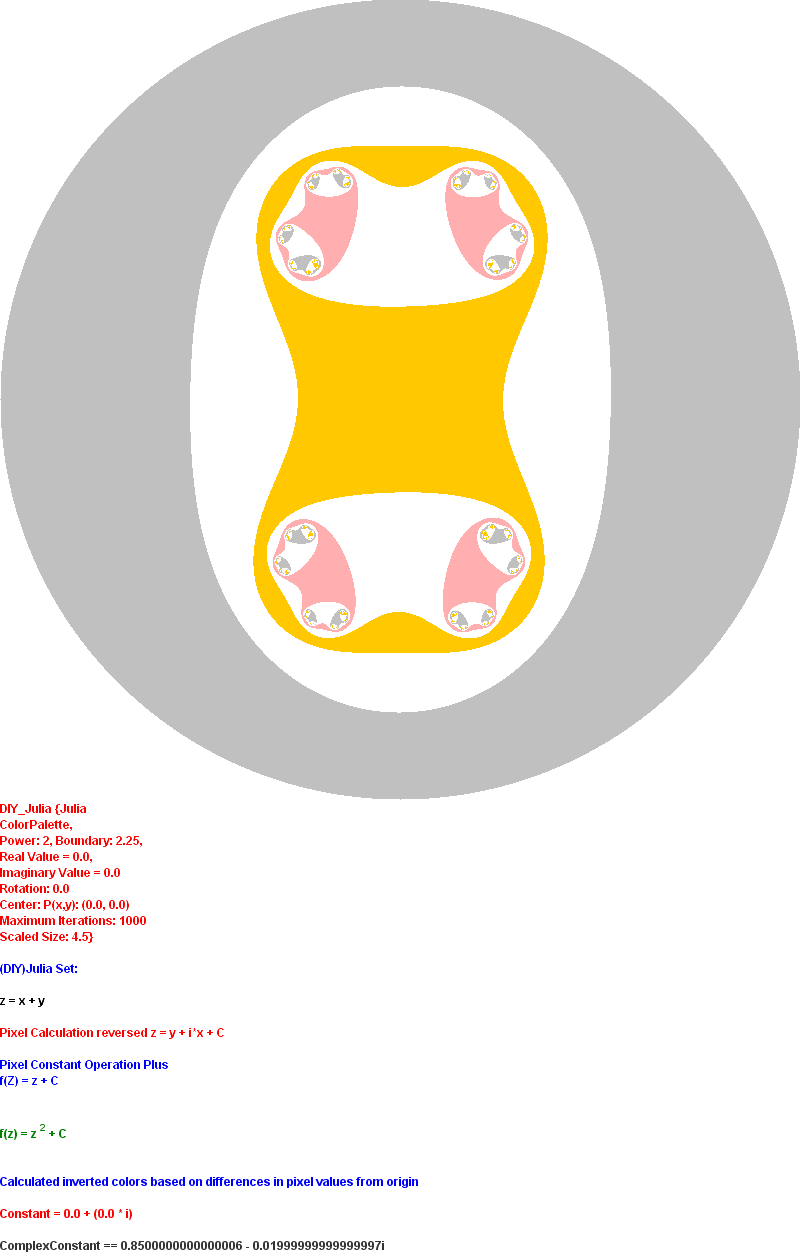 DIY_Julia {Julia
ColorPalette,
Power: 2, Boundary: 2.25,
Real Value = 0.0,
Imaginary Value = 0.0
Rotation: 0.0
Center: P(x,y): (0.0, 0.0)
Maximum Iterations: 1000
Scaled Size: 4.5}
(DIY)Julia Set:
z = x + y
Pixel Calculation reversed z = y + i*x + C
Pixel Constant Operation Plus
f(Z) = z + C
f(z) = z 2 + C
Calculated inverted colors based on differences in pixel values from origin
Constant = 0.0 + (0.0 * i)
ComplexConstant == 0.8500000000000006 - 0.01999999999999997i